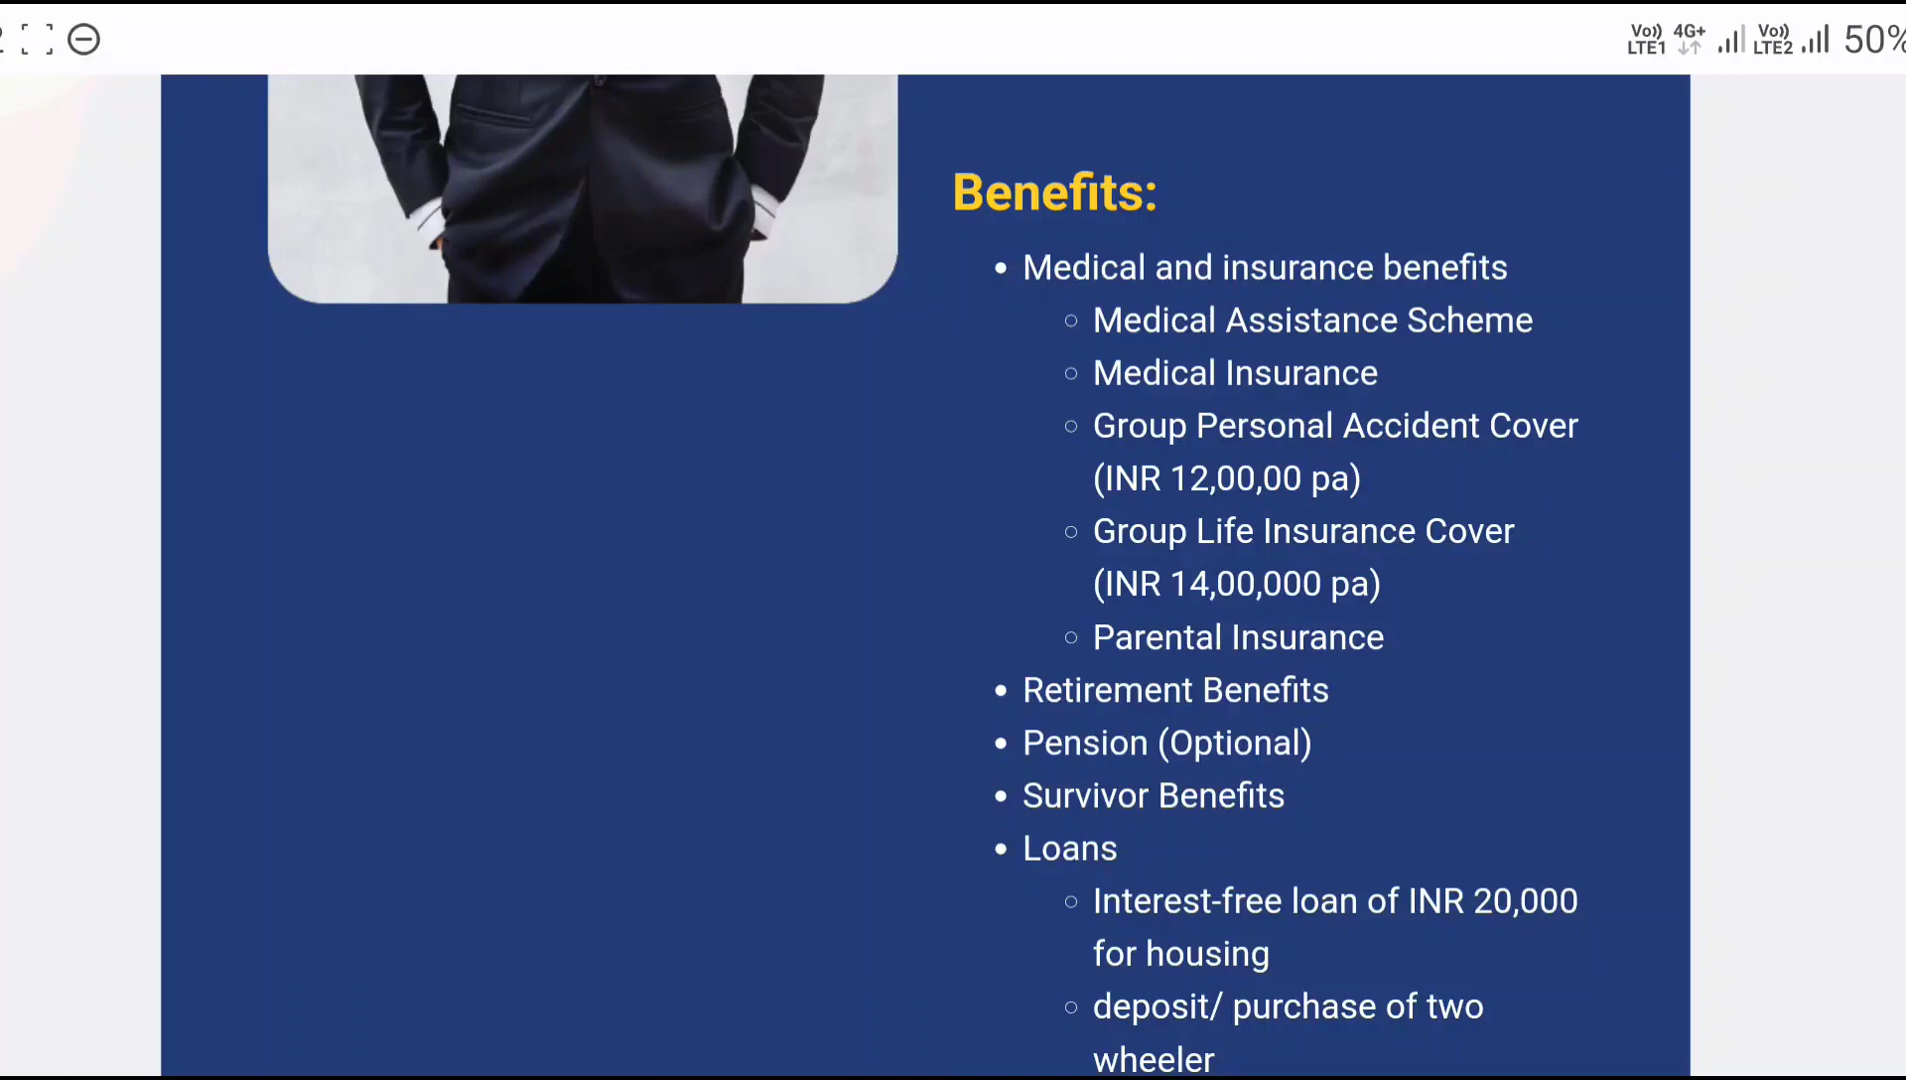 Vo)) 4G+ Vo)) 50%
LTE1 LTE2
Benefits:
Medical and insurance benefits
Medical Assistance Scheme
Medical Insurance
Group Personal Accident Cover
(INR 12,00,00 pa)
Group Life Insurance Cover
(INR 14,00,000 pa)
Parental Insurance
Retirement Benefits
Pension (Optional)
Survivor Benefits
Loans
Interest-free loan of INR 20,000
for housing
deposit/ purchase of two
wheeler